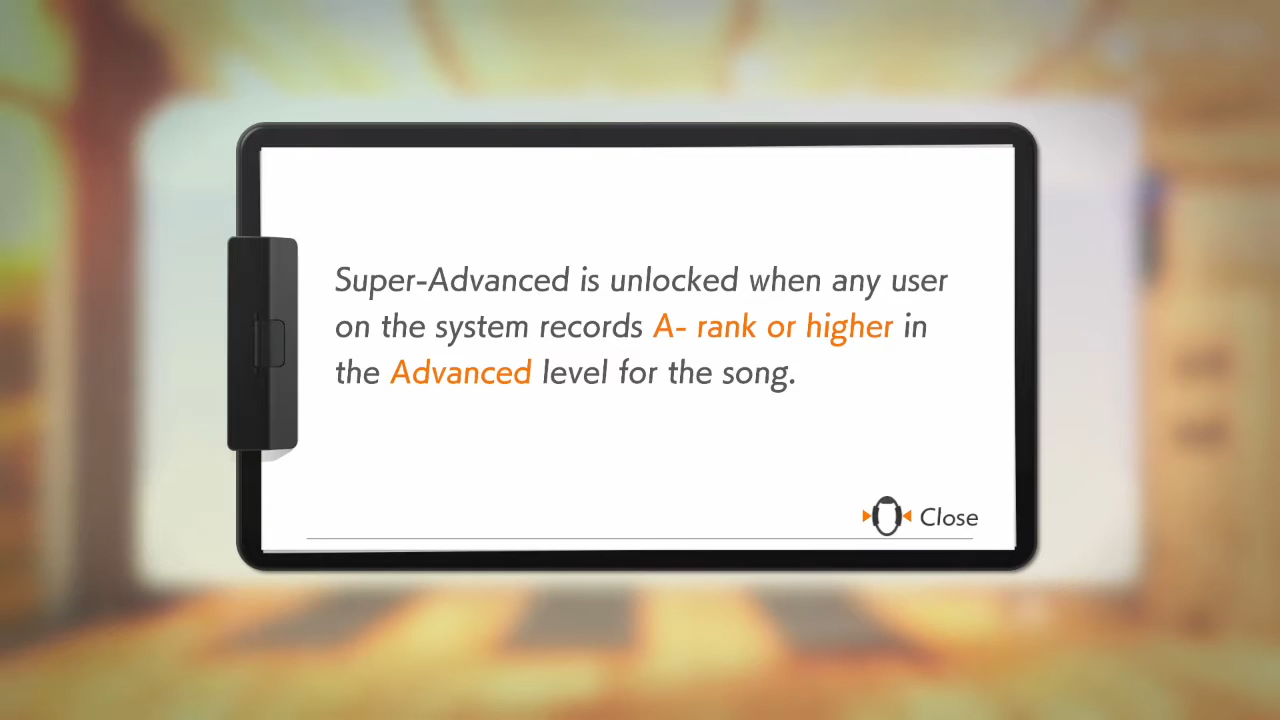 Super-Advanced is unlocked when any user
on the system records A- rank or higher in
the Advanced level for the song.
Close